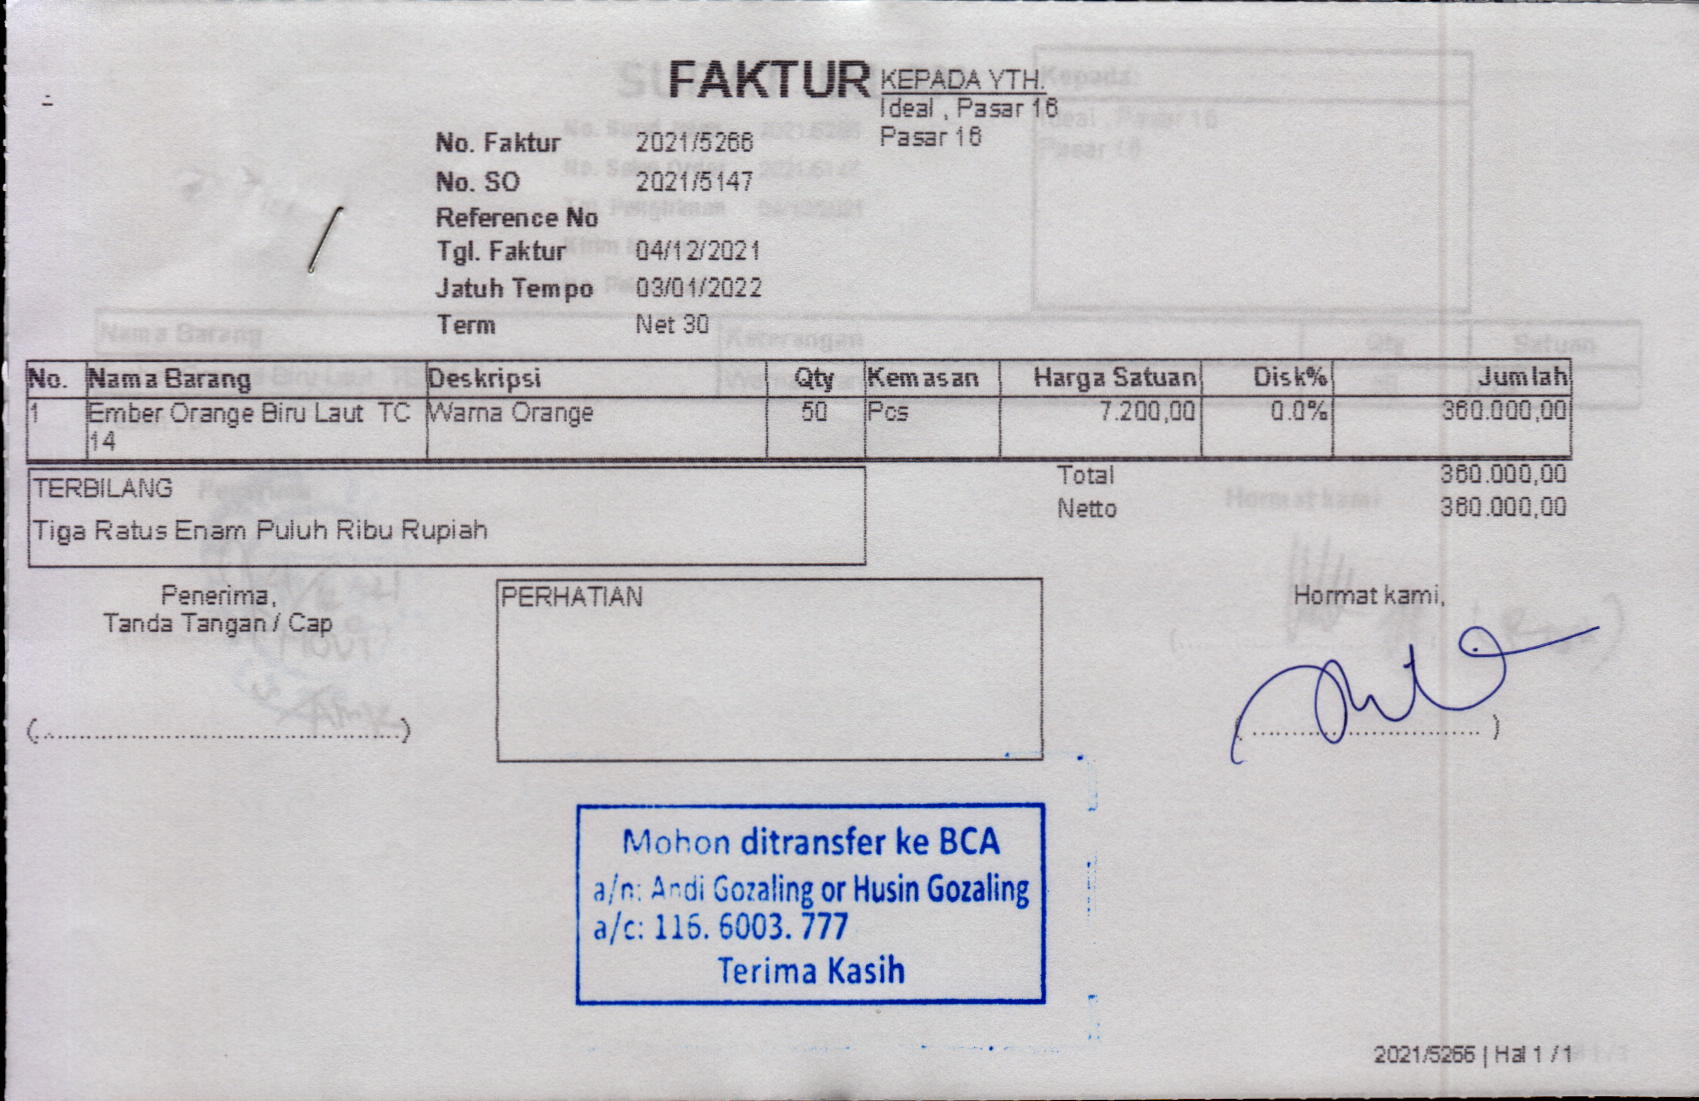 FAKTUR
KEPADA YTH.
Ideal , Pasar 16
Pasar 16
No. Faktur 2021/5266
No. SO 2021/5147
Reference No
Tgl. Faktur 04/12/2021
Jatuh Tempo 03/01/2022
Term Net 30
No. Nama Barang Deskripsi Qty Kemasan Harga Satuan Disk% Jumlah
1 Ember Orange Biru Laut TC Warna Orange 50 Pcs 7.200,00 0.0% 360.000,00
14
TERBILANG
Tiga Ratus Enam Puluh Ribu Rupiah
Total 360.000,00
Netto 360.000,00
Penerima,
Tanda Tangan / Cap
PERHATIAN
Hormat kami,
Mohon ditransfer ke BCA
a/n: Andi Gozaling or Husin Gozaling
a/c: 116. 6003. 777
Terima Kasih
2021/5266 | Hal 1 / 1